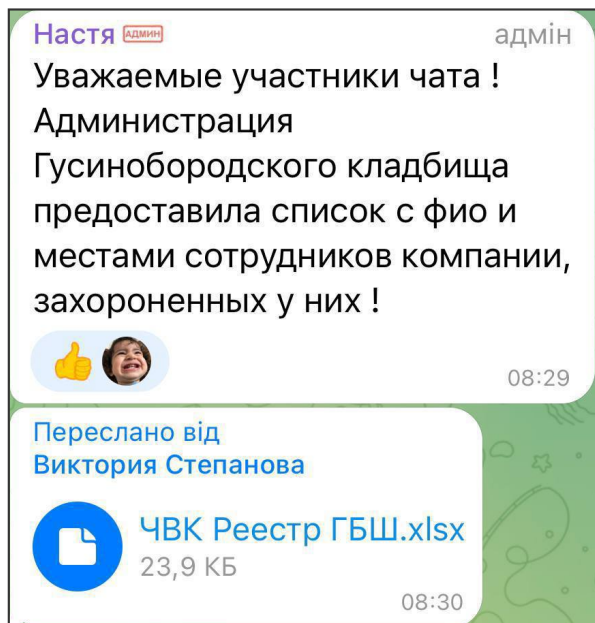 Настя АДМИН адмін
Уважаемые участники чата !
Администрация
Гусинобородского кладбища
предоставила список с фио и
местами сотрудников компании,
захороненных у них !
08:29
Переслано від
Виктория Степанова
ЧВК Реестр ГБШ.xlsx
23,9 КБ
08:30